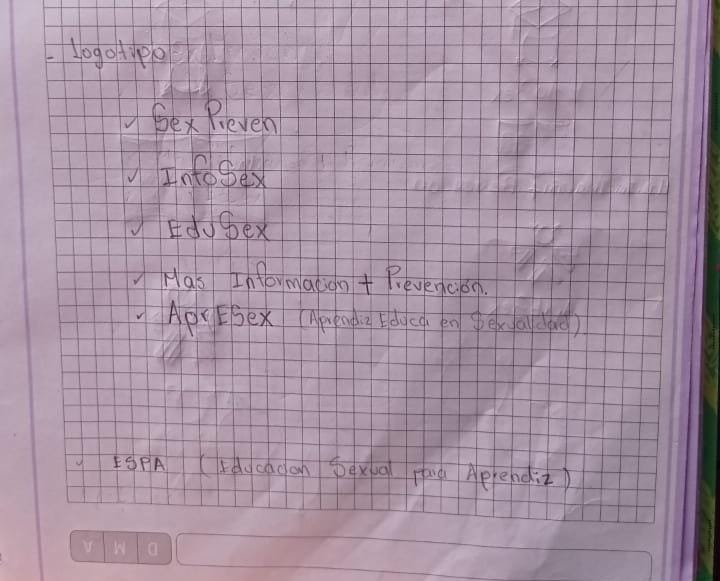 - Logotipo
✓ Sex Preven
✓ InfoSex
✓ EduSex
✓ Mas Informacion + Prevención.
✓ AprESex (Aprendiz Educa en Sexualidad)
✓ ESPA (Educacion Sexual para Aprendiz)
V M D